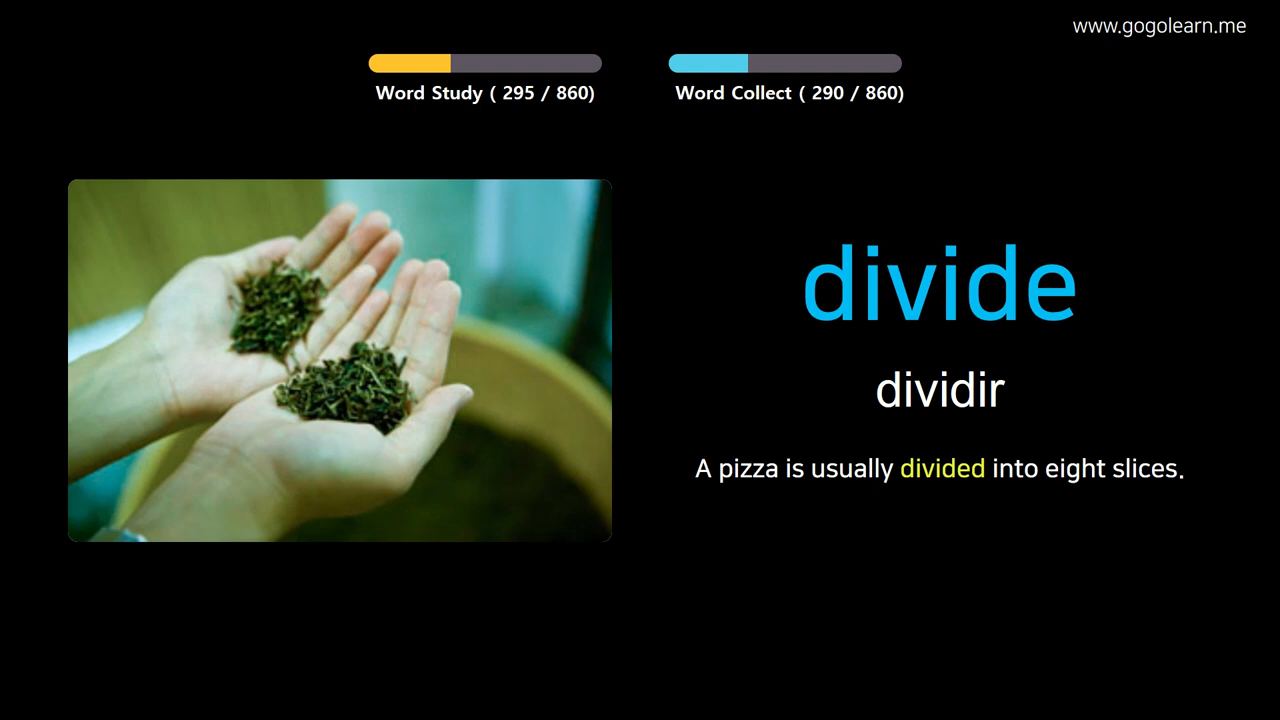 www.gogolearn.me
Word Study ( 295 / 860)
Word Collect ( 290 / 860)
divide
dividir
A pizza is usually divided into eight slices.